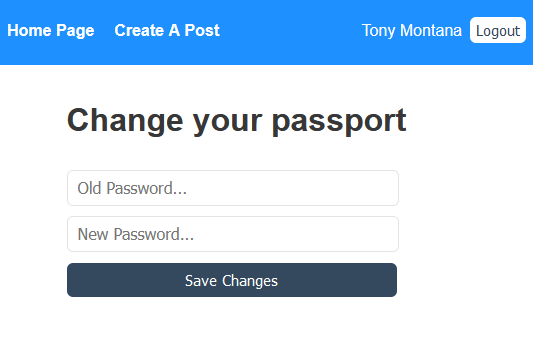 Home Page Create A Post Tony Montana Logout
Change your passport
Old Password...
New Password...
Save Changes